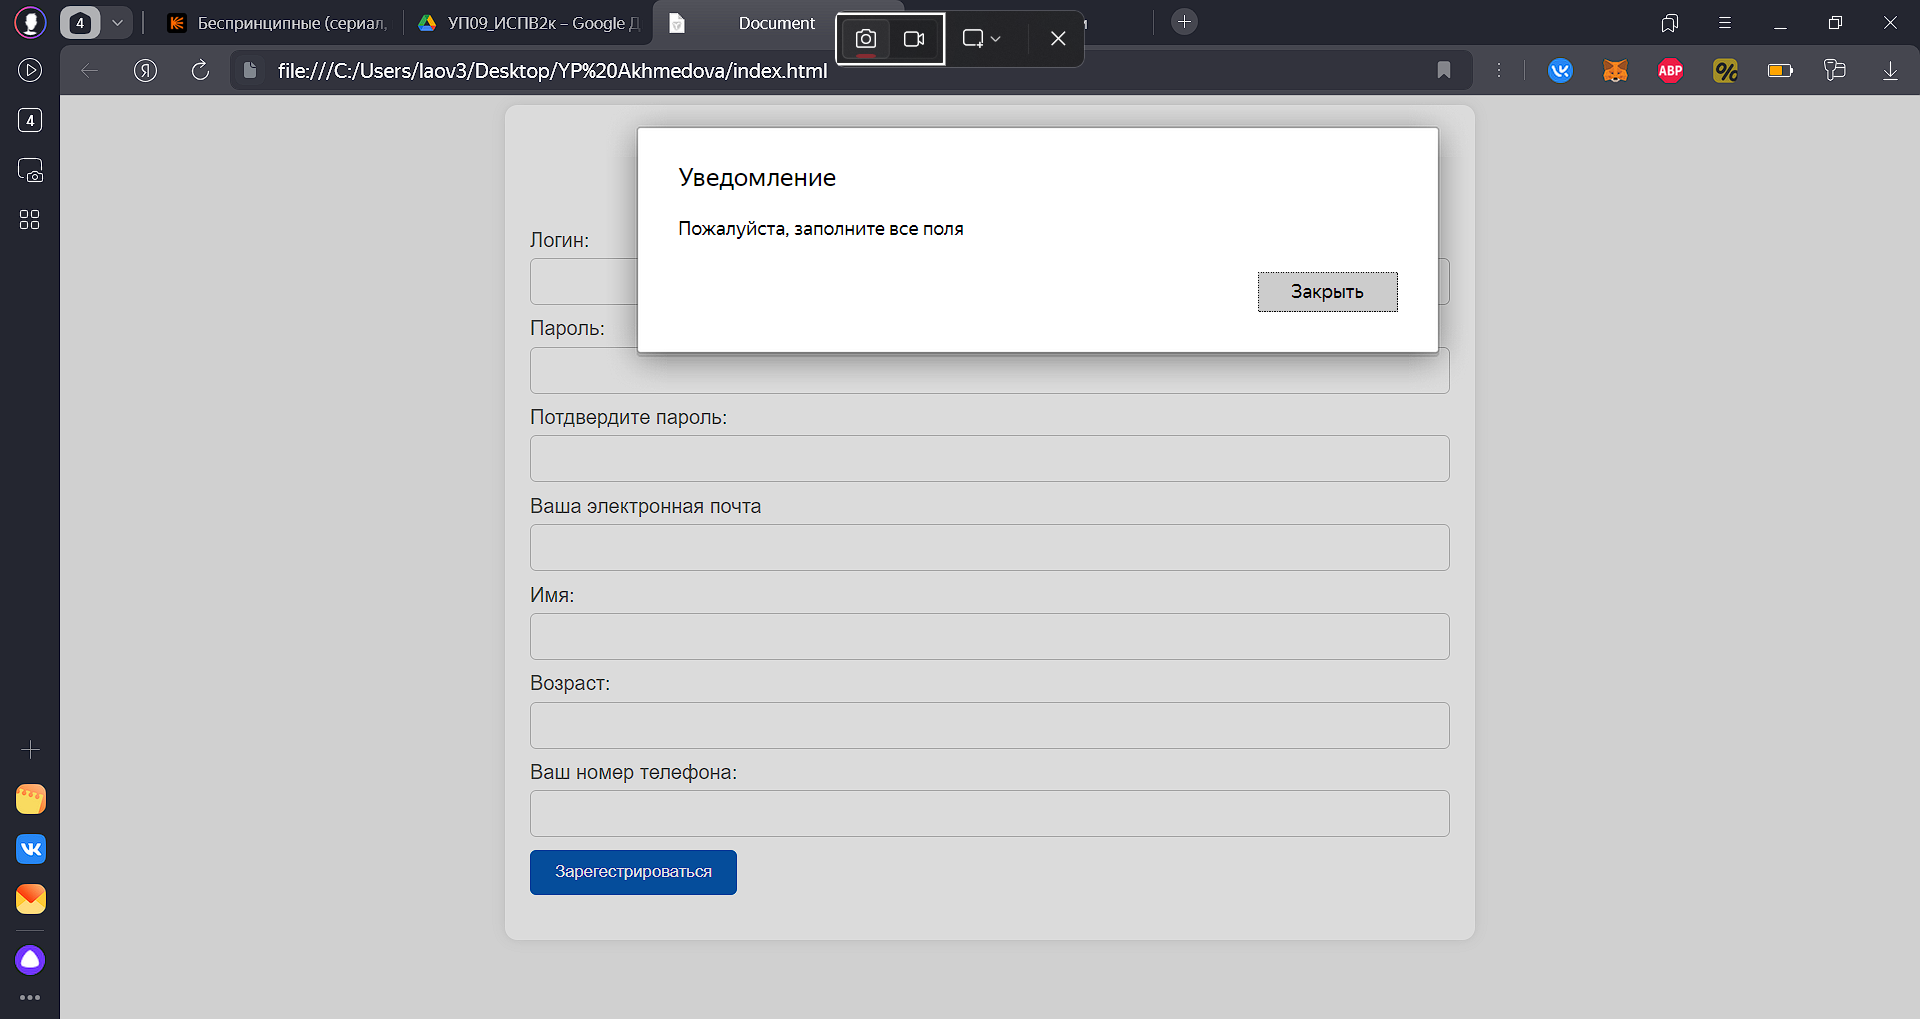 4
Беспринципные (сериал,
УП09_ИСПВ2к – Google Д
Document
file:///C:/Users/laov3/Desktop/YP%20Akhmedova/index.html
ABP
4
Уведомление
Пожалуйста, заполните все поля
Закрыть
Логин:
Пароль:
Потдвердите пароль:
Ваша электронная почта
Имя:
Возраст:
Ваш номер телефона:
Зарегестрироваться